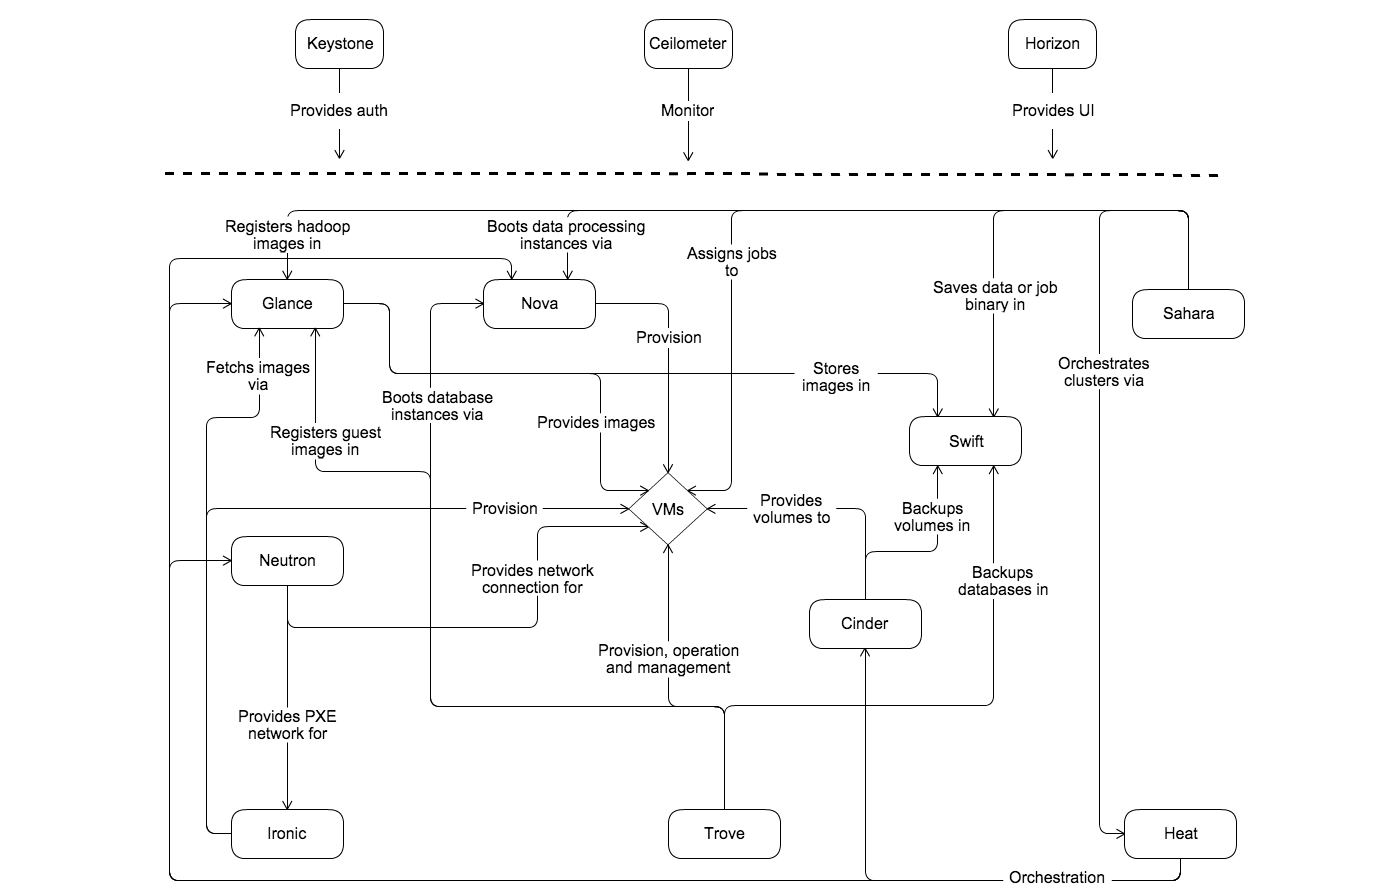 Keystone
Ceilometer
Horizon
Provides auth
Monitor
Provides UI
Registers hadoop
images in
Boots data processing
instances via
Assigns jobs
to
Glance
Nova
Saves data or job
binary in
Sahara
Provision
Fetchs images
via
Stores
images in
Orchestrates
clusters via
Boots database
instances via
Provides images
Registers guest
images in
Swift
Provision
VMs
Provides
volumes to
Backups
volumes in
Neutron
Provides network
connection for
Backups
databases in
Cinder
Provision, operation
and management
Provides PXE
network for
Ironic
Trove
Heat
Orchestration